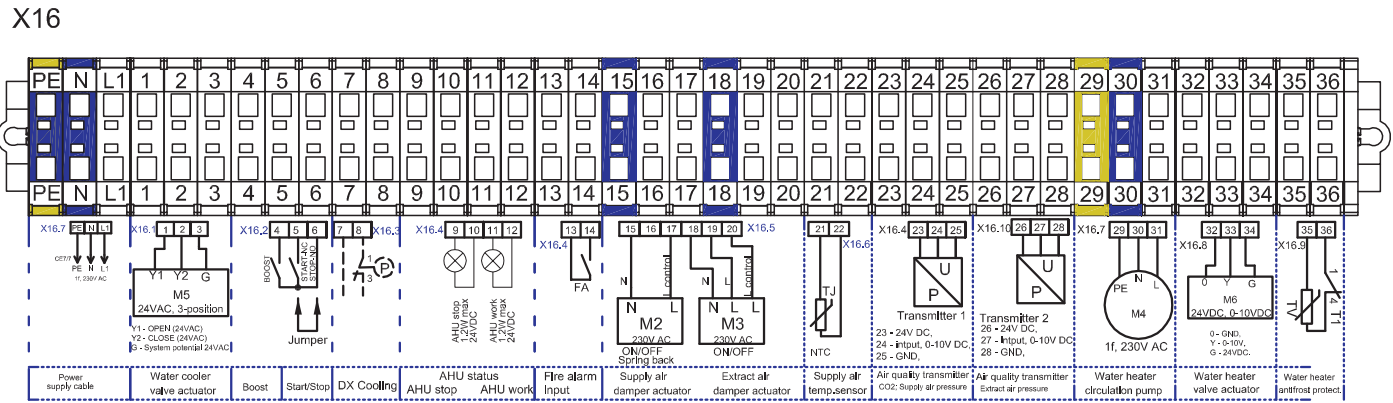 X16
PE N L1 1 2 3 4 5 6 7 8 9 10 11 12 13 14 15 16 17 18 19 20 21 22 23 24 25 26 27 28 29 30 31 32 33 34 35 36
PE N L1 1 2 3 4 5 6 7 8 9 10 11 12 13 14 15 16 17 18 19 20 21 22 23 24 25 26 27 28 29 30 31 32 33 34 35 36
X16.7 PE N L1
PE N L1
1f, 230V AC
X16.1 1 2 3
Y1 Y2 G
M5
24VAC, 3-position
Y1 - OPEN (24VAC)
Y2 - CLOSE (24VAC)
G - System potential 24VAC
X16.2 4 5 6
BOOST
START-NC
STOP-NO
Jumper
7 8 X16.3
1
P
3
X16.4 9 10 11 12
AHU stop
1,2W max
24VDC
AHU work
1,2W max
24VDC
13 14
X16.4
FA
15 16 17 18 19 20 X16.5
N L L control
M2
230V AC
ON/OFF
Spring back
N L L control
M3
230V AC
ON/OFF
21 22
X16.6
TJ
NTC
X16.4 23 24 25
U
P
Transmitter 1
23 - 24V DC,
24 - intput, 0-10V DC
25 - GND,
X16.10 26 27 28
U
P
Transmitter 2
26 - 24V DC,
27 - Intput, 0-10V DC
28 - GND,
X16.7 29 30 31
PE N L
M4
1f, 230V AC
32 33 34
X16.8
0 Y G
M6
24VDC, 0-10VDC
0 - GND,
Y - 0-10V,
G - 24VDC.
35 36
X16.9
TV
1
4
T1
Power
supply cable
Water cooler
valve actuator
Boost
Start/Stop
DX Cooling
AHU status
AHU stop AHU work
Fire alarm
Input
Supply air
damper actuator
Extract air
damper actuator
Supply air
temp.sensor
Air quality transmitter
CO2; Supply air pressure
Air quality transmitter
Extract air pressure
Water heater
circulation pump
Water heater
valve actuator
Water heater
antifrost protect.